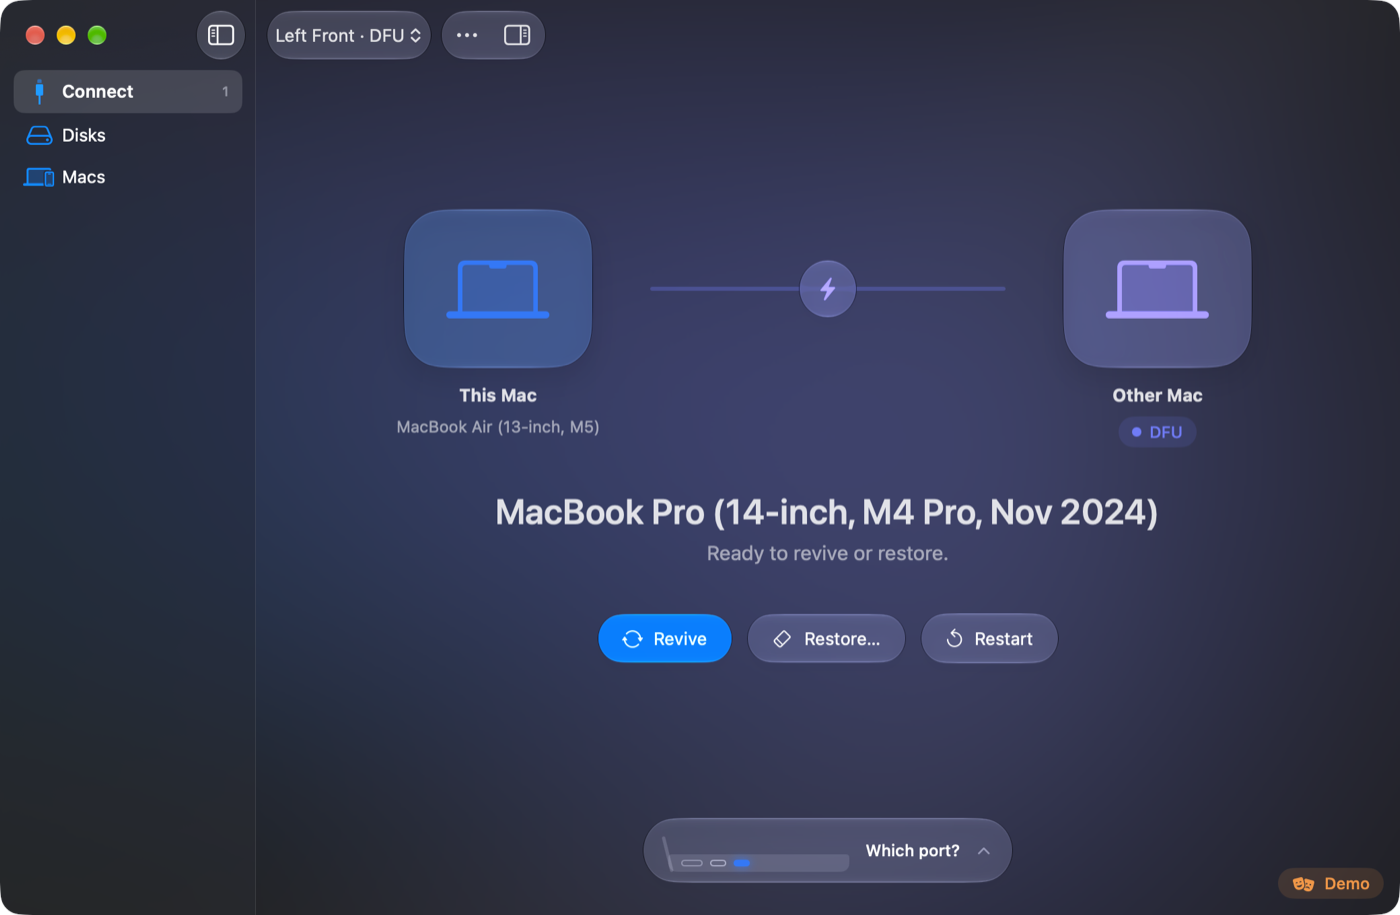 Left Front · DFU
Connect 1
Disks
Macs
This Mac
MacBook Air (13-inch, M5)
Other Mac
DFU
MacBook Pro (14-inch, M4 Pro, Nov 2024)
Ready to revive or restore.
Revive
Restore...
Restart
Which port?
Demo